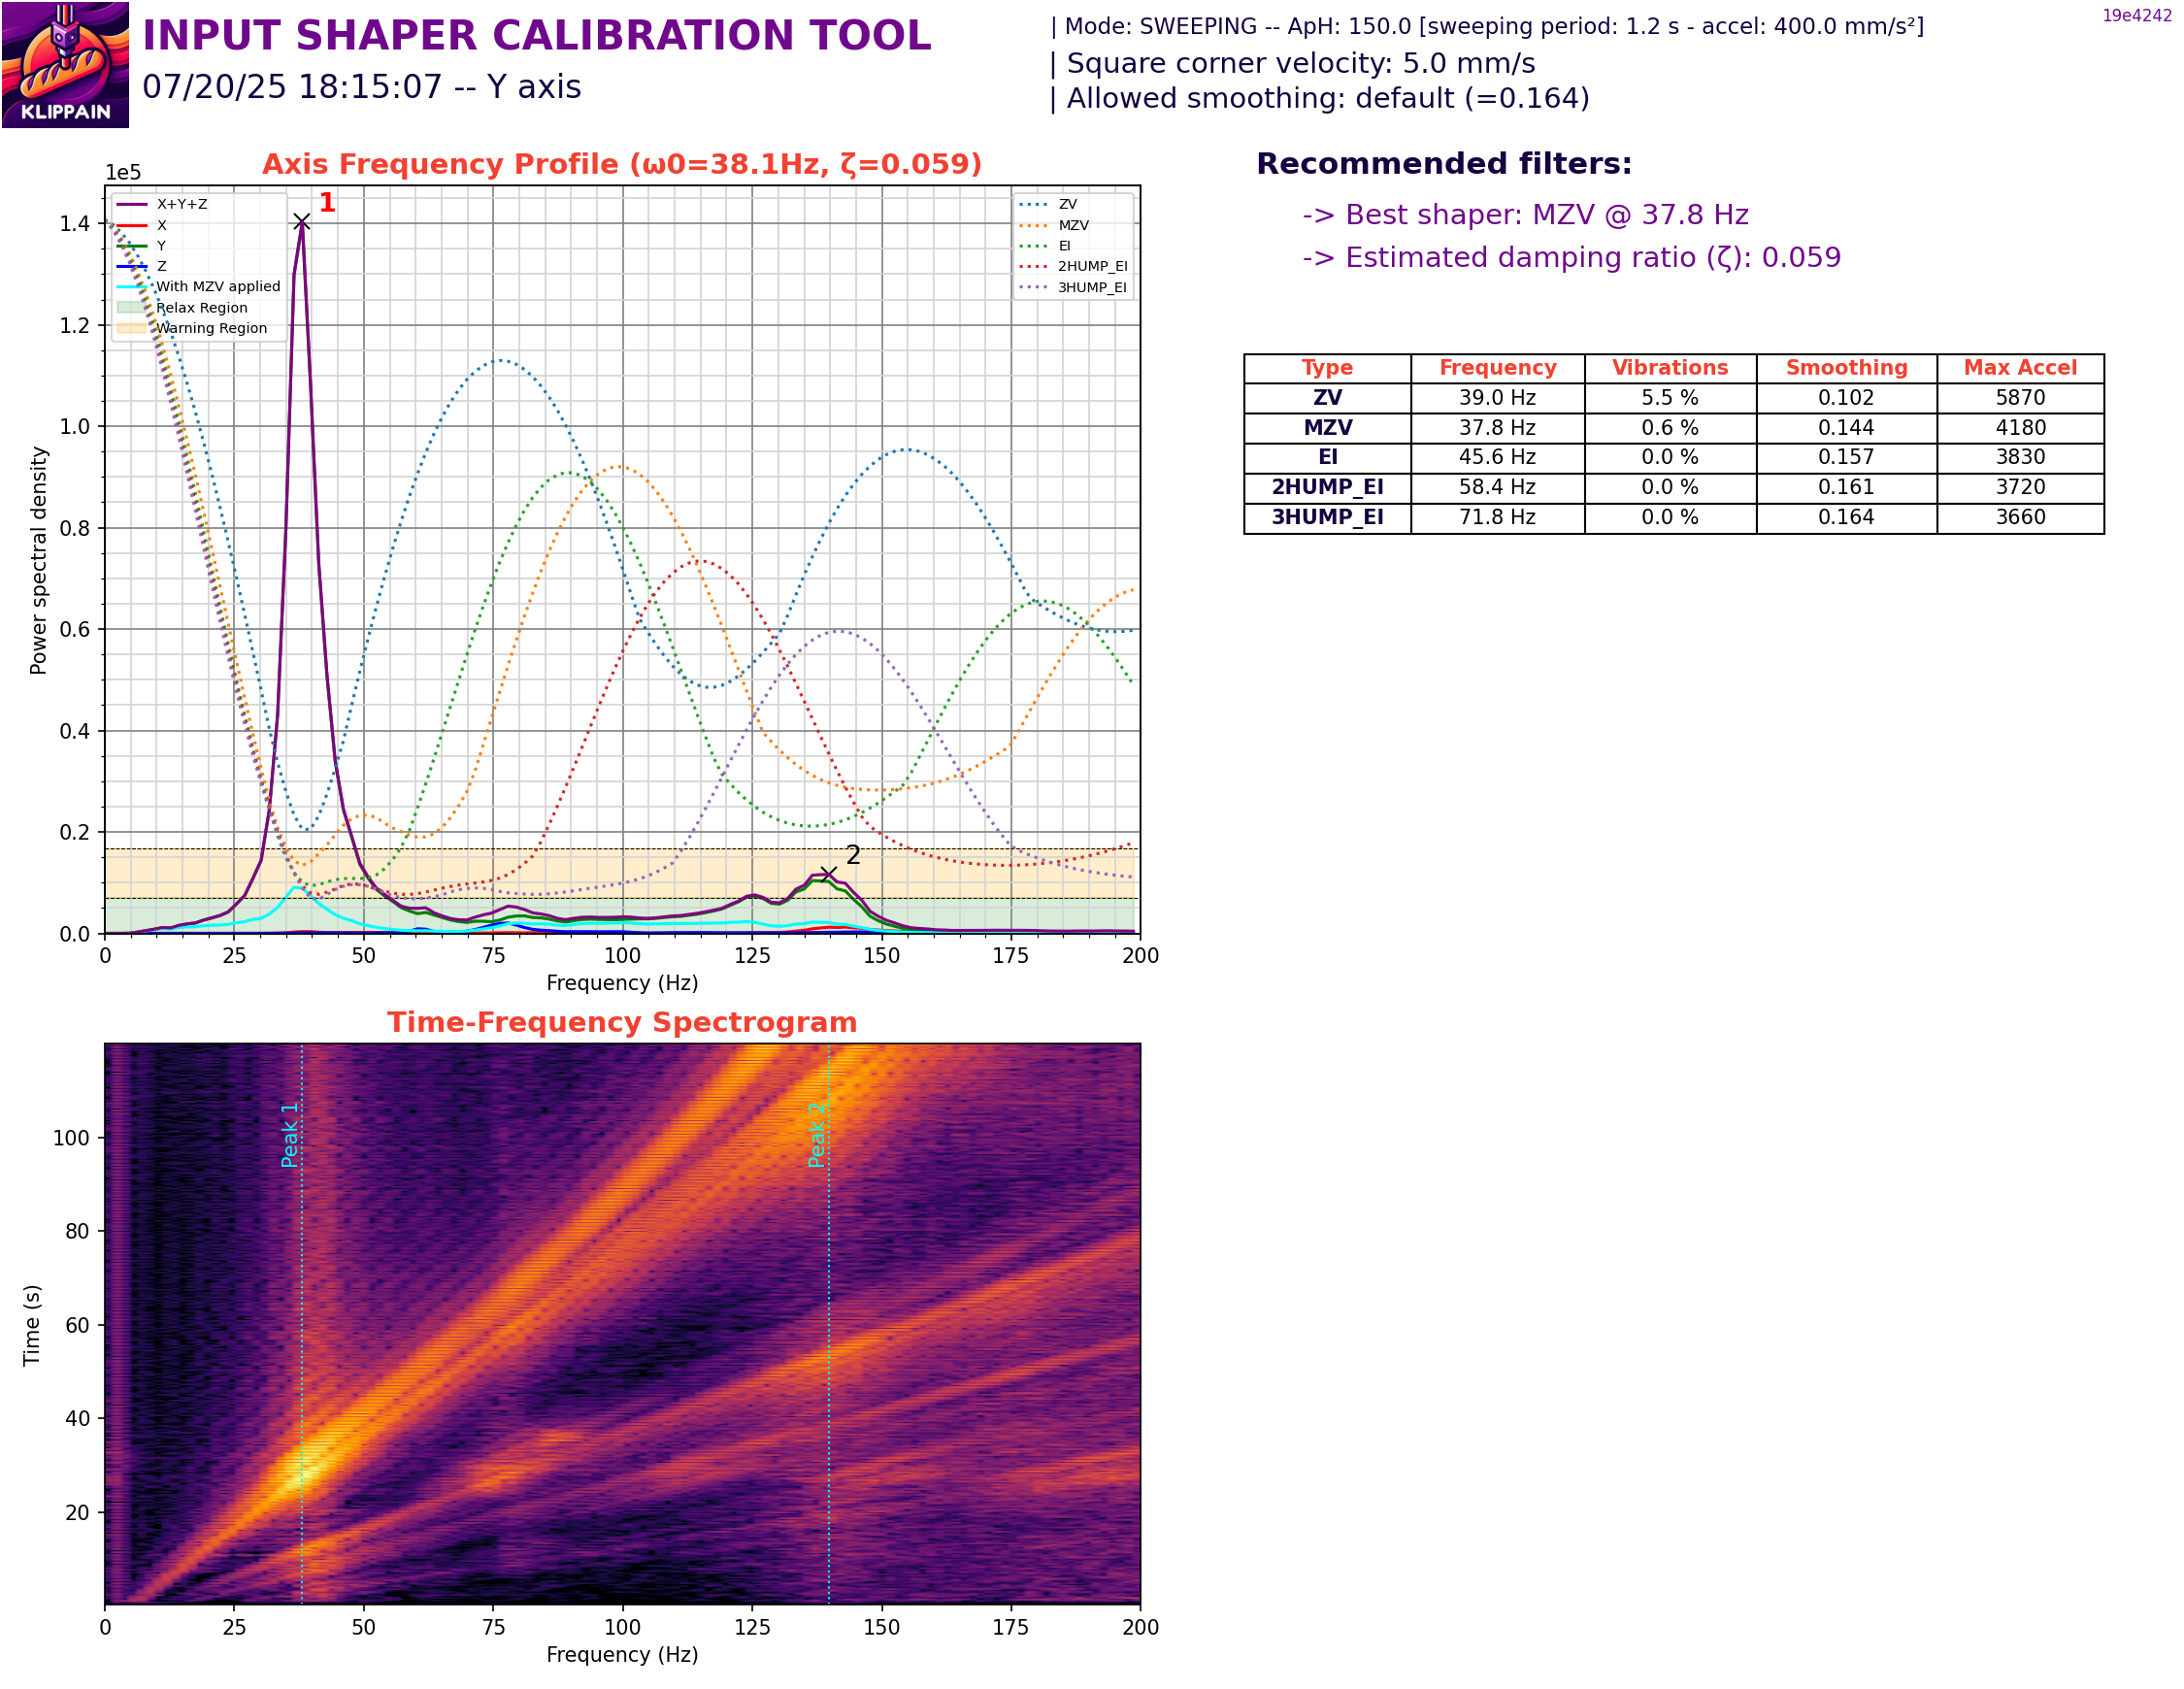 19e4242
KLIPPAIN
INPUT SHAPER CALIBRATION TOOL
07/20/25 18:15:07 -- Y axis
| Mode: SWEEPING -- ApH: 150.0 [sweeping period: 1.2 s - accel: 400.0 mm/s²]
| Square corner velocity: 5.0 mm/s
| Allowed smoothing: default (=0.164)
Axis Frequency Profile (ω0=38.1Hz, ζ=0.059)
1e5
X+Y+Z
X
Y
Z
With MZV applied
Relax Region
Warning Region
ZV
MZV
EI
2HUMP_EI
3HUMP_EI
1
2
Power spectral density
1.4
1.2
1.0
0.8
0.6
0.4
0.2
0.0
0 25 50 75 100 125 150 175 200
Frequency (Hz)
Recommended filters:
-> Best shaper: MZV @ 37.8 Hz
-> Estimated damping ratio (ζ): 0.059
Type Frequency Vibrations Smoothing Max Accel
ZV 39.0 Hz 5.5 % 0.102 5870
MZV 37.8 Hz 0.6 % 0.144 4180
EI 45.6 Hz 0.0 % 0.157 3830
2HUMP_EI 58.4 Hz 0.0 % 0.161 3720
3HUMP_EI 71.8 Hz 0.0 % 0.164 3660
Time-Frequency Spectrogram
Peak 1
Peak 2
Time (s)
100
80
60
40
20
0 25 50 75 100 125 150 175 200
Frequency (Hz)